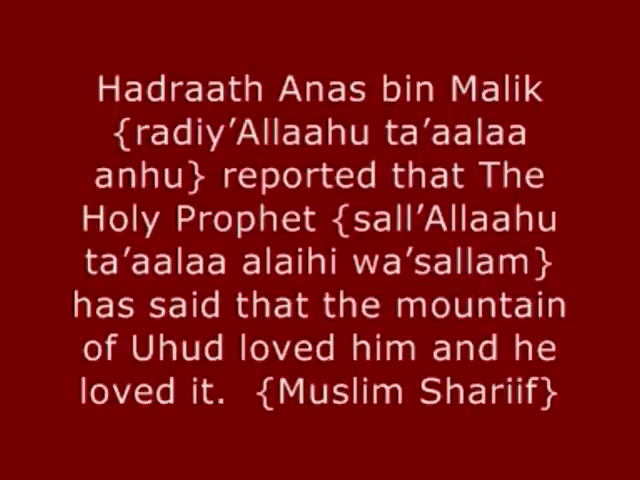 Hadraath Anas bin Malik
{radiy’Allaahu ta’aalaa
anhu} reported that The
Holy Prophet {sall’Allaahu
ta’aalaa alaihi wa’sallam}
has said that the mountain
of Uhud loved him and he
loved it.  {Muslim Shariif}